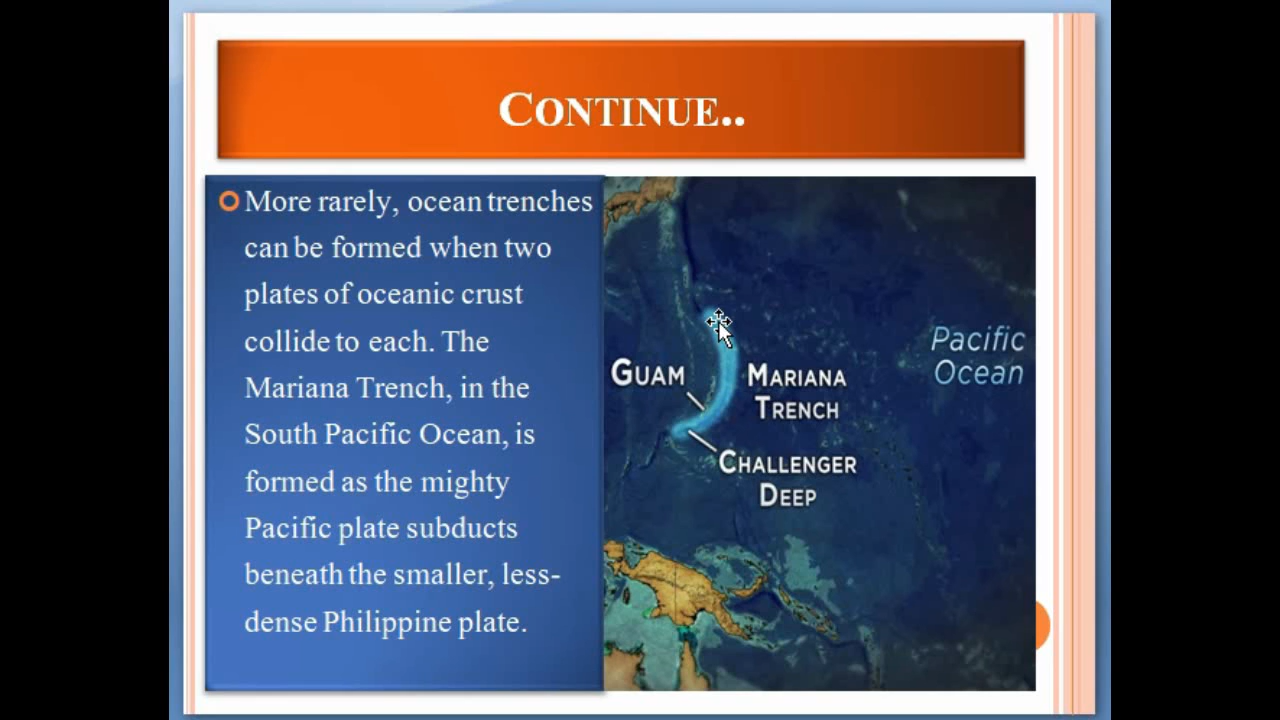 CONTINUE..
More rarely, ocean trenches
can be formed when two
plates of oceanic crust
collide to each. The
Mariana Trench, in the
South Pacific Ocean, is
formed as the mighty
Pacific plate subducts
beneath the smaller, less-
dense Philippine plate.
GUAM
MARIANA
TRENCH
CHALLENGER
DEEP
Pacific
Ocean